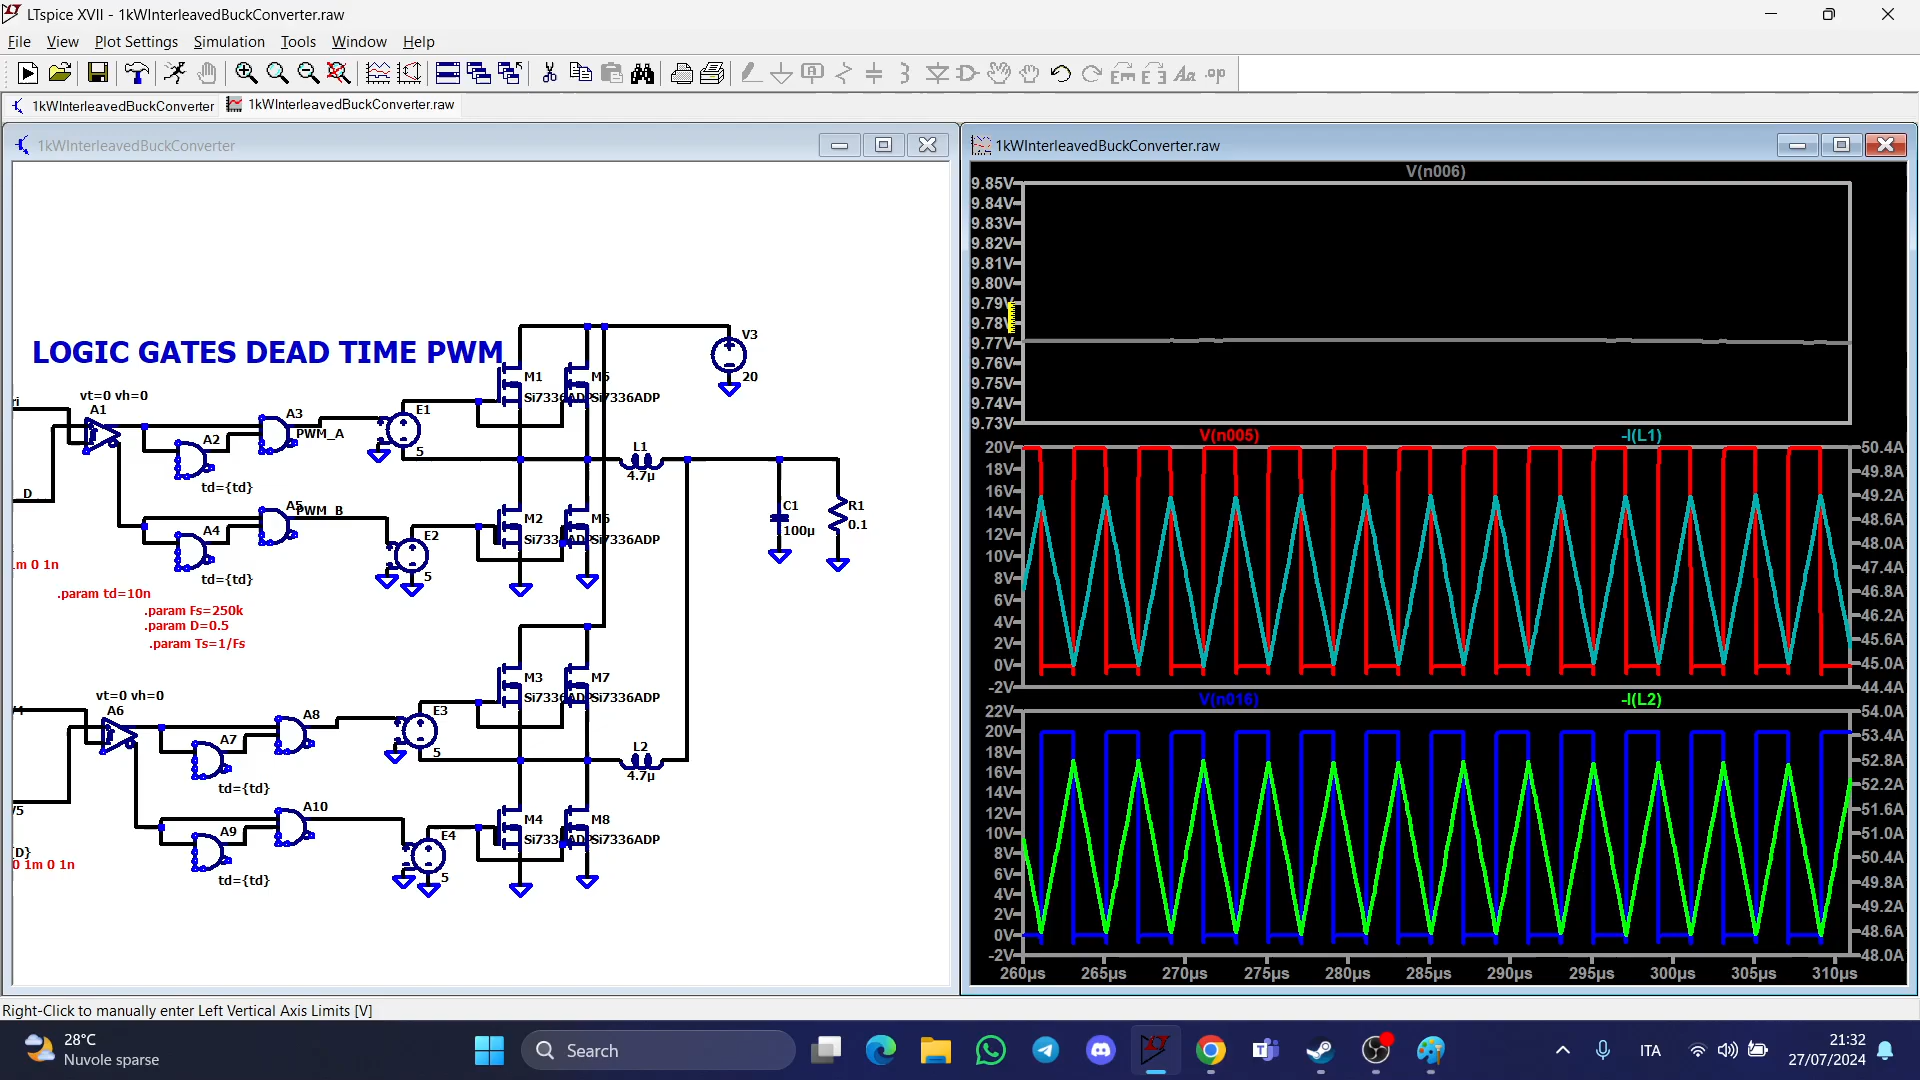 LTspice XVII - 1kWInterleavedBuckConverter.raw
File View Plot Settings Simulation Tools Window Help
1kWInterleavedBuckConverter
1kWInterleavedBuckConverter.raw
1kWInterleavedBuckConverter
LOGIC GATES DEAD TIME PWM
V3
20
M1
Si7336ADP
Si7336ADP
vt=0 vh=0
A1
A2
A3
PWM_A
E1
5
td={td}
L1
4.7µ
D
A4
PWM_B
E2
5
td={td}
M2
Si7336ADP
C1
100µ
R1
0.1
.param td=10n
.param Fs=250k
.param D=0.5
.param Ts=1/Fs
1m 0 1n
M3
M7
Si7336ADP
vt=0 vh=0
A6
A7
A8
E3
5
td={td}
L2
4.7µ
A9
A10
E4
5
td={td}
M4
M8
Si7336ADP
V5
{D}
0 1m 0 1n
1kWInterleavedBuckConverter.raw
V(n006)
9.85V
9.84V
9.83V
9.82V
9.81V
9.80V
9.79V
9.78V
9.77V
9.76V
9.75V
9.74V
9.73V
V(n005) -I(L1)
20V 50.4A
18V 49.8A
16V 49.2A
14V 48.6A
12V 48.0A
10V 47.4A
8V 46.8A
6V 46.2A
4V 45.6A
2V 45.0A
0V 44.4A
-2V
V(n016) -I(L2)
22V 54.0A
20V 53.4A
18V 52.8A
16V 52.2A
14V 51.6A
12V 51.0A
10V 50.4A
8V 49.8A
6V 49.2A
4V 48.6A
2V 48.0A
0V
-2V
260µs 265µs 270µs 275µs 280µs 285µs 290µs 295µs 300µs 305µs 310µs
Right-Click to manually enter Left Vertical Axis Limits [V]
28°C
Nuvole sparse
Search
ITA
21:32
27/07/2024